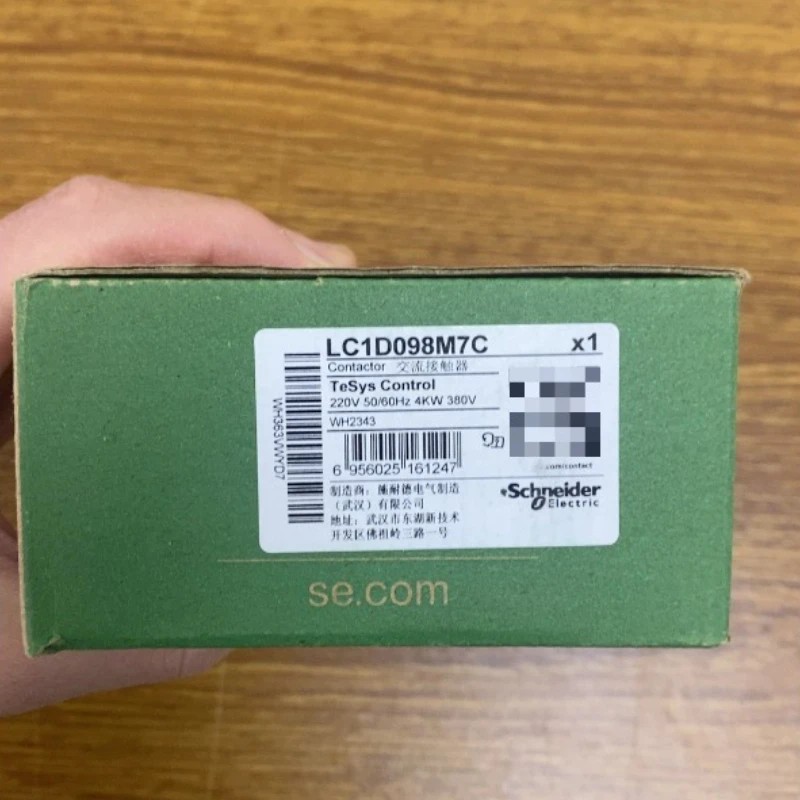 LC1D098M7C x1
Contactor 交流接触器
TeSys Control
220V 50/60Hz 4KW 380V
WH2343
WH363VWYD7
6 956025 161247
.com/contact
制造商：施耐德电气制造
（武汉）有限公司
地址：武汉市东湖新技术
开发区佛祖岭三路一号
Schneider
Electric
se.com